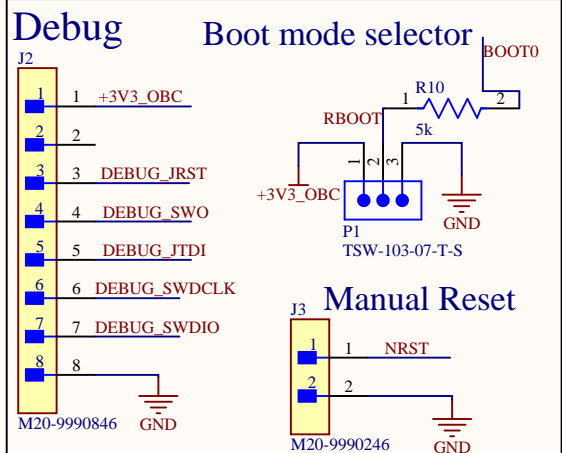 Debug
J2
1 1 +3V3_OBC
2 2
3 3 DEBUG_JRST
4 4 DEBUG_SWO
5 5 DEBUG_JTDI
6 6 DEBUG_SWDCLK
7 7 DEBUG_SWDIO
8 8
GND
M20-9990846
Boot mode selector
BOOT0
R10
1 2
RBOOT
5k
1 2 3
+3V3_OBC
GND
P1
TSW-103-07-T-S
Manual Reset
J3
1 1 NRST
2 2
GND
M20-9990246